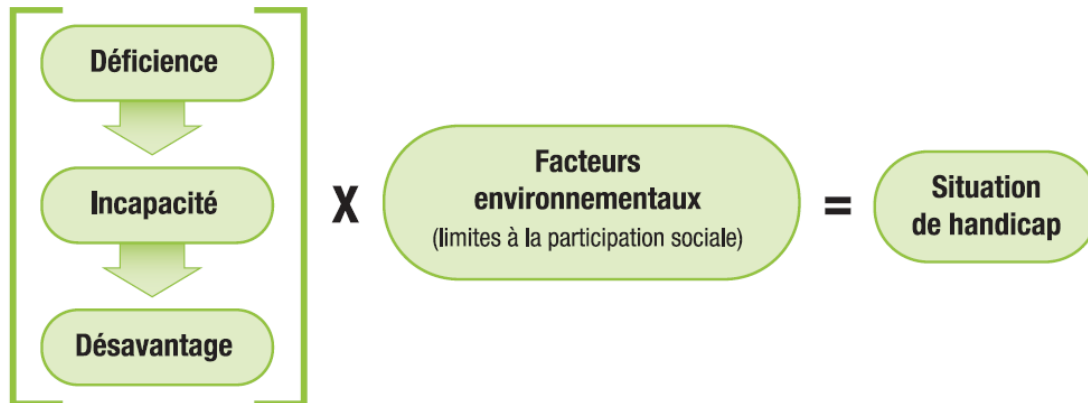 Déficience
Incapacité
Désavantage
X
Facteurs
environnementaux
(limites à la participation sociale)
=
Situation
de handicap